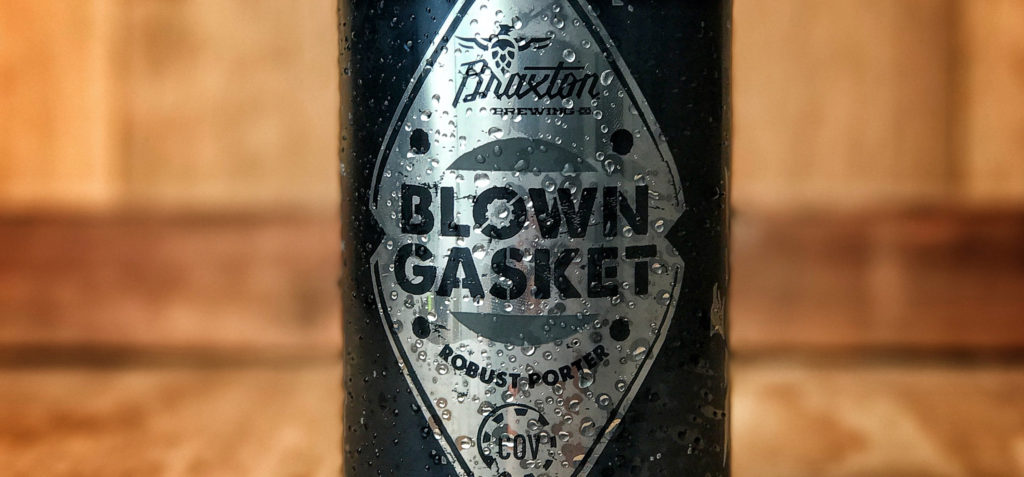 Braxton
BREWING CO
BLOWN
GASKET
ROBUST PORTER
COV